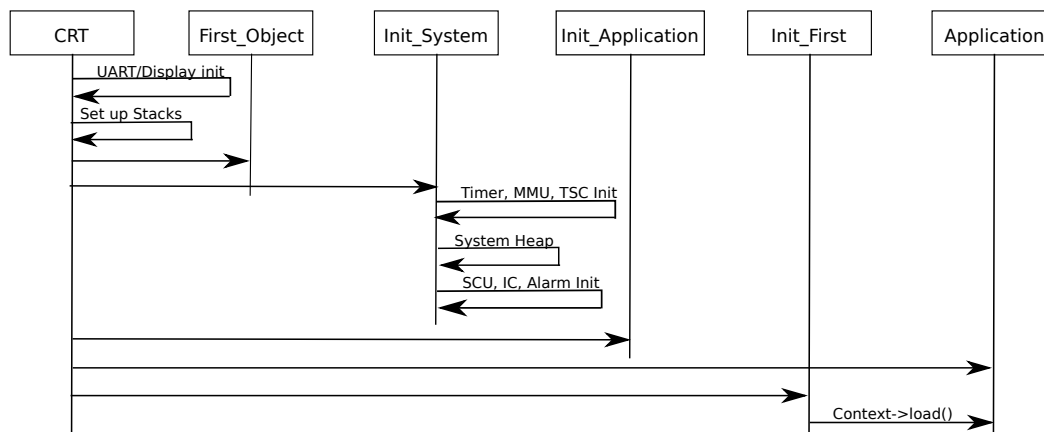 CRT
First_Object
Init_System
Init_Application
Init_First
Application
UART/Display init
Set up Stacks
Timer, MMU, TSC Init
System Heap
SCU, IC, Alarm Init
Context->load()